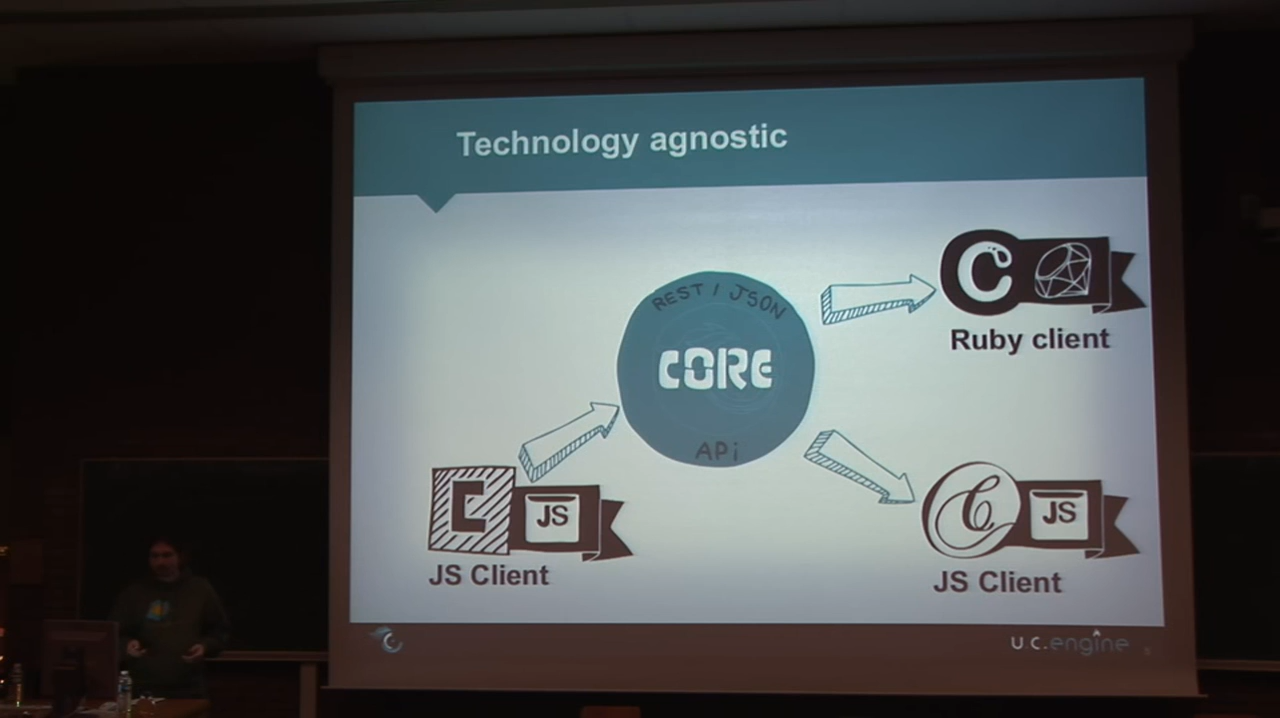 Technology agnostic
REST / JSON
CORE
APi
C
Ruby client
C JS
JS Client
C JS
JS Client
C
u.c.engine